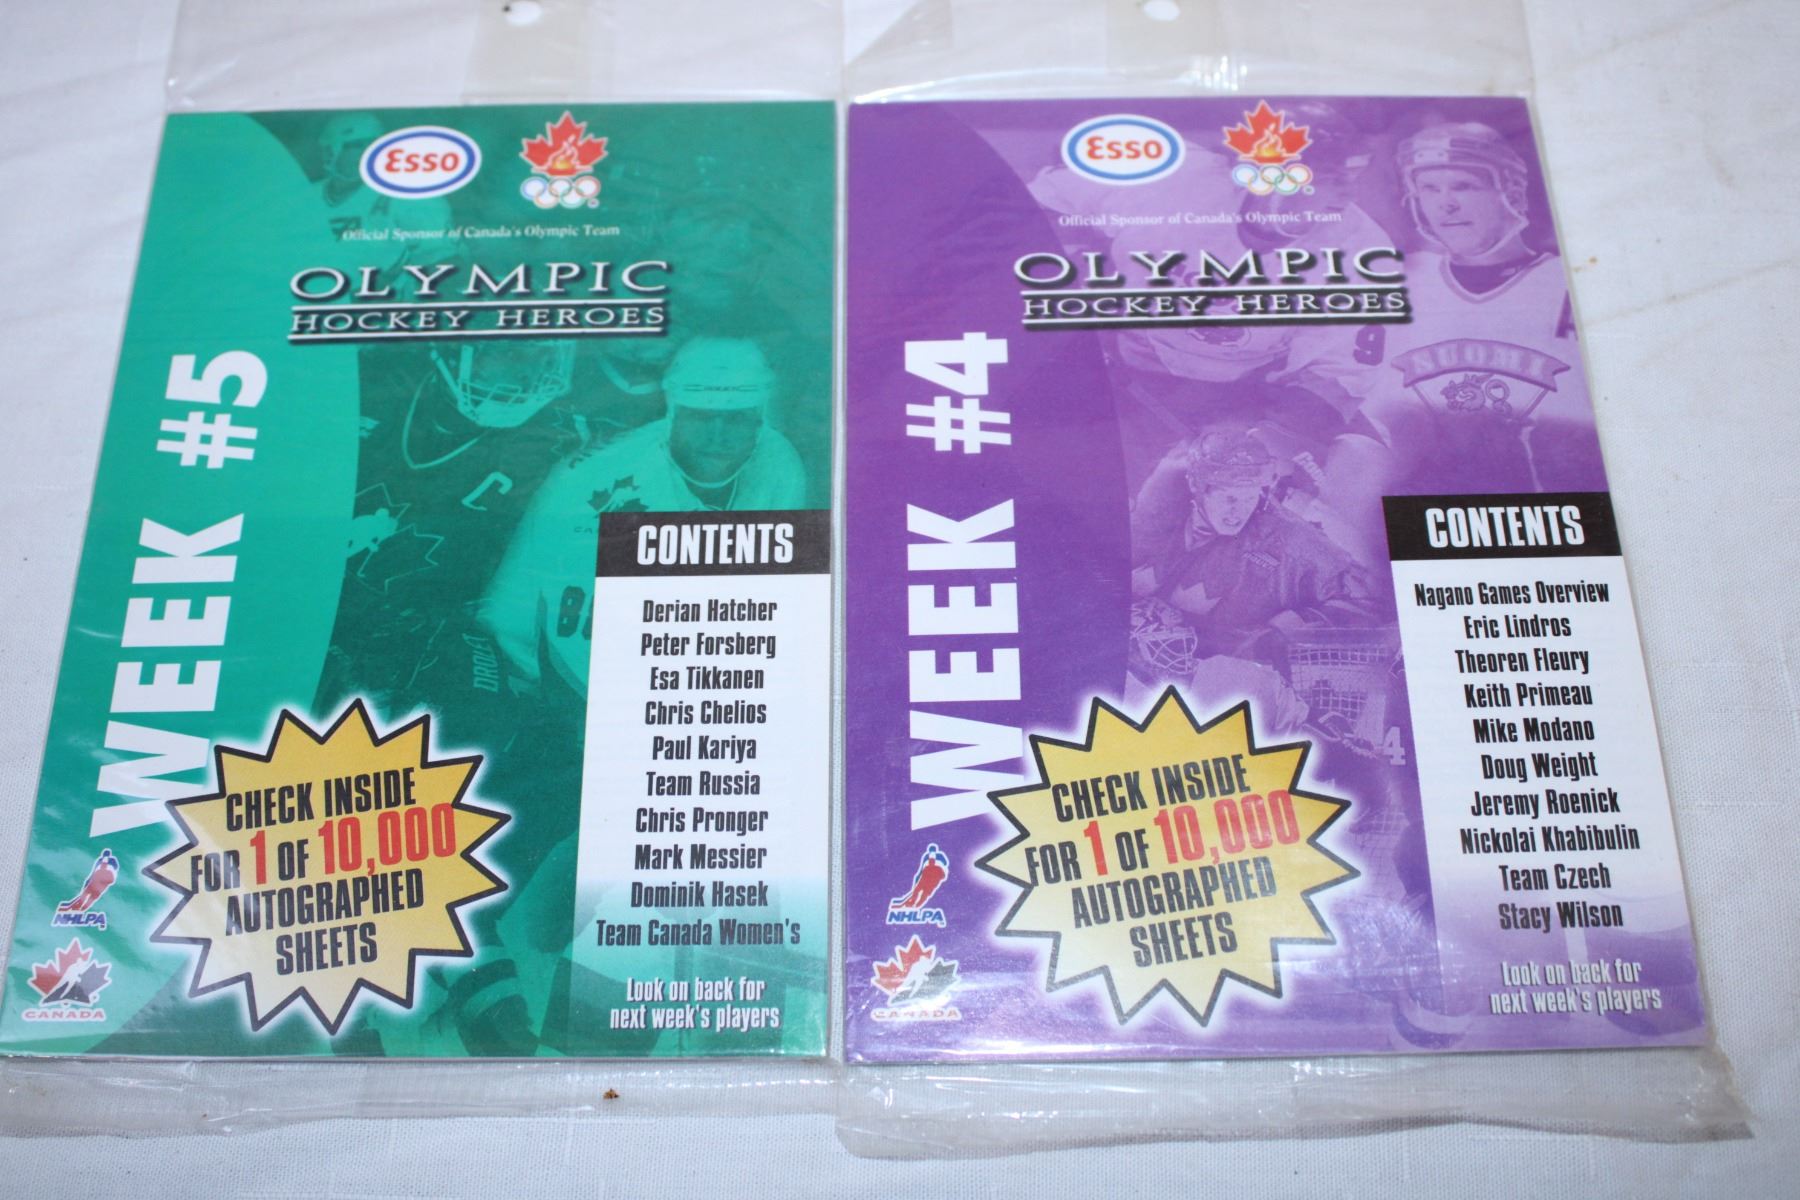 Esso
Official Sponsor of Canada's Olympic Team
OLYMPIC
HOCKEY HEROES
WEEK #5
C
8
DROLET
CONTENTS
Derian Hatcher
Peter Forsberg
Esa Tikkanen
Chris Chelios
Paul Kariya
Team Russia
Chris Pronger
Mark Messier
Dominik Hasek
Team Canada Women's
Look on back for
next week's players
CHECK INSIDE
FOR 1 OF 10,000
AUTOGRAPHED
SHEETS
NHLPA
CANADA
Esso
Official Sponsor of Canada's Olympic Team
OLYMPIC
HOCKEY HEROES
WEEK #4
9
A
SUOMI
4
CONTENTS
Nagano Games Overview
Eric Lindros
Theoren Fleury
Keith Primeau
Mike Modano
Doug Weight
Jeremy Roenick
Nickolai Khabibulin
Team Czech
Stacy Wilson
Look on back for
next week's players
CHECK INSIDE
FOR 1 OF 10,000
AUTOGRAPHED
SHEETS
NHLPA
CANADA